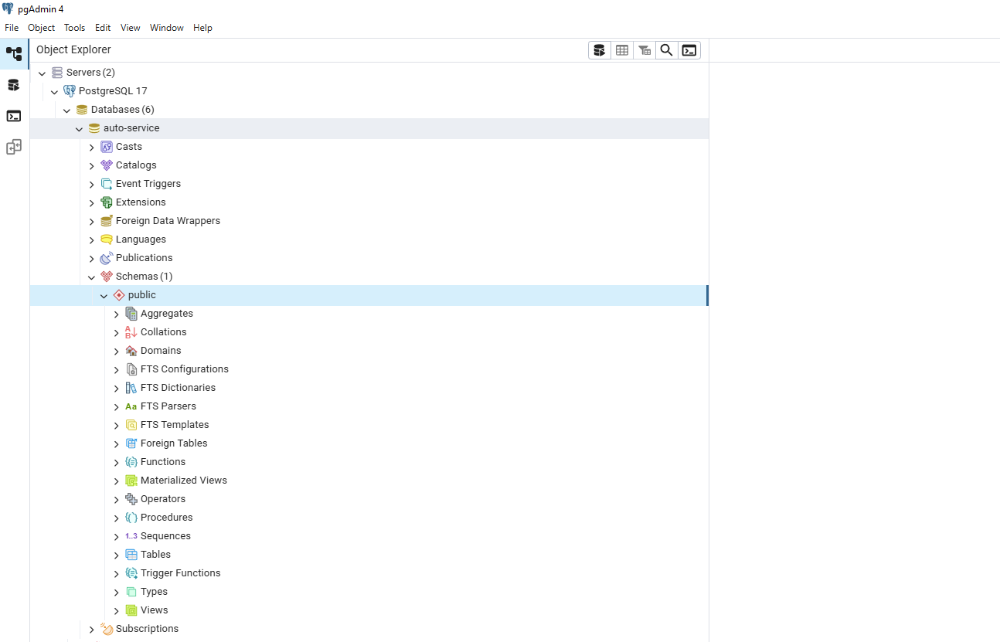 pgAdmin 4
File Object Tools Edit View Window Help
Object Explorer
Servers (2)
PostgreSQL 17
Databases (6)
auto-service
Casts
Catalogs
Event Triggers
Extensions
Foreign Data Wrappers
Languages
Publications
Schemas (1)
public
Aggregates
Collations
Domains
FTS Configurations
FTS Dictionaries
Aa FTS Parsers
FTS Templates
Foreign Tables
Functions
Materialized Views
Operators
Procedures
1..3 Sequences
Tables
Trigger Functions
Types
Views
Subscriptions